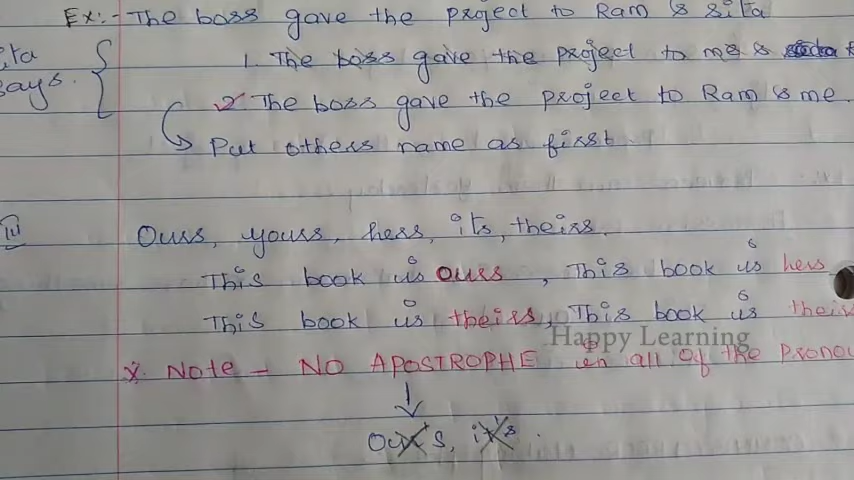 Ex:- The boss gave the project to Ram & sita
ita says.
1. The boss gave the project to me &
2. The boss gave the project to Ram & me.
Put others name as first.
iii
Ours, yours, hers, its, theirs.
This book is ours, This book is hers
This book is theirs, This book is theirs
Happy Learning
x. Note - NO APOSTROPHE in all of the Pronou
Our's, it's.